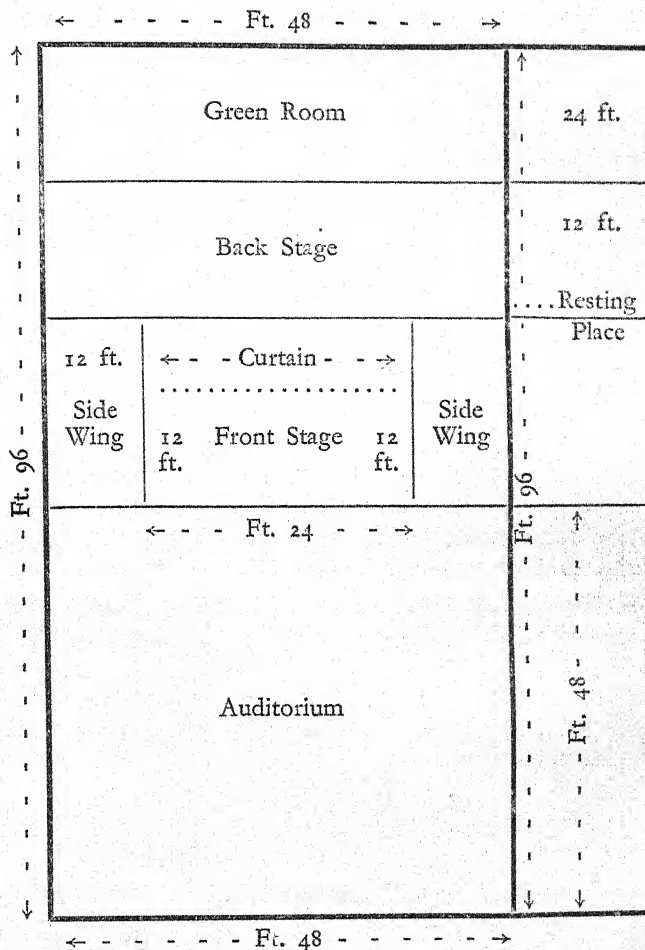 Ft. 48
Green Room
24 ft.
Back Stage
12 ft.
....Resting
Place
12 ft.
Curtain
Side
Wing
12
ft.
Front Stage
12
ft.
Side
Wing
Ft. 96
Ft. 96
Ft. 24
Auditorium
Ft. 48
Ft. 48